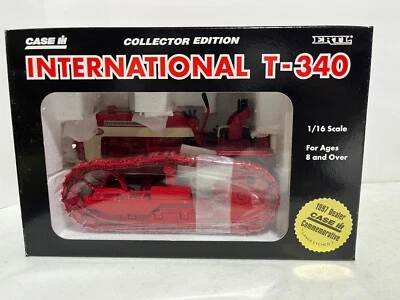 CASE IH
COLLECTOR EDITION
ERTL
INTERNATIONAL T-340
1/16 Scale
For Ages
8 and Over
1997 Dealer
CASE IH
Commemorative